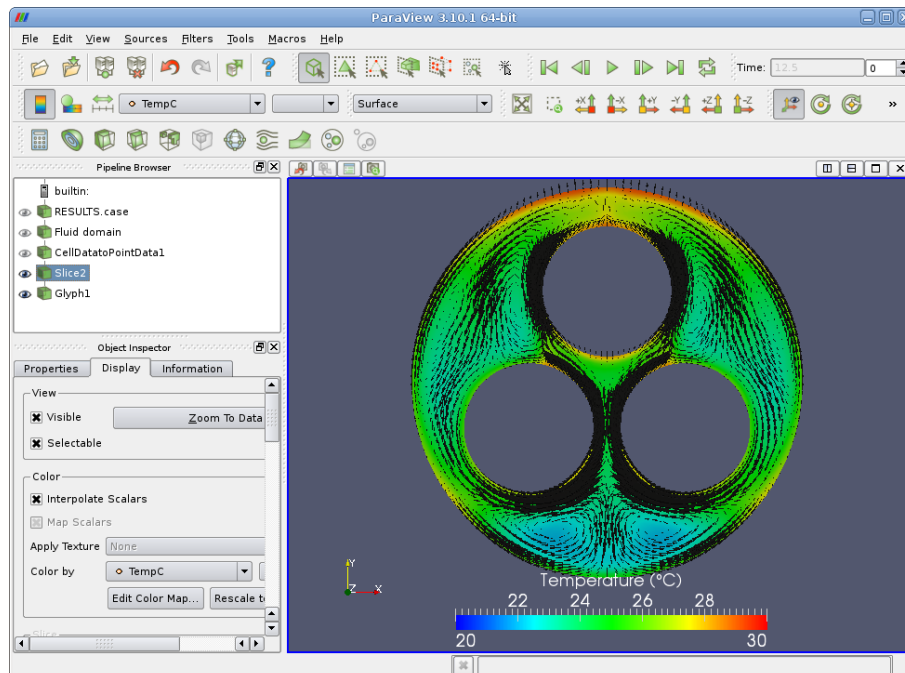 ParaView 3.10.1 64-bit
File Edit View Sources Filters Tools Macros Help
Time: 12.5 0
TempC Surface +X -X +Y -Y +Z -Z »
Pipeline Browser
builtin:
RESULTS.case
Fluid domain
CellDatatoPointData1
Slice2
Glyph1
Object Inspector
Properties Display Information
View
Visible Zoom To Data
Selectable
Color
Interpolate Scalars
Map Scalars
Apply Texture None
Color by TempC
Edit Color Map... Rescale to
Slice
Y
Z X
Temperature (ºC)
22 24 26 28
20 30